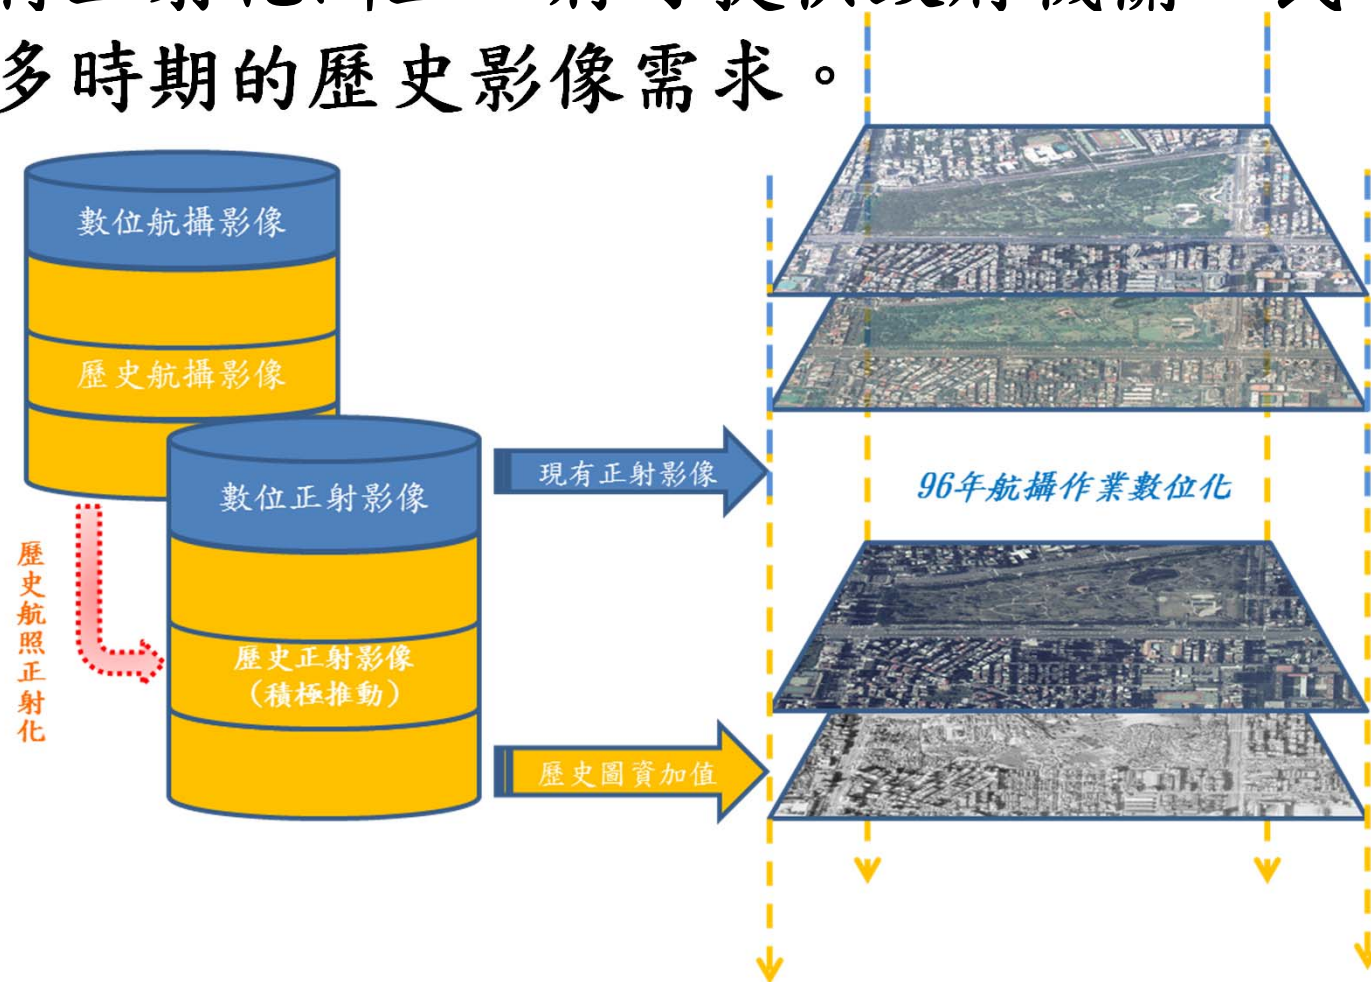 多時期的歷史影像需求。
數位航攝影像
歷史航攝影像
數位正射影像
歷史正射影像
(積極推動)
歷史航照正射化
現有正射影像
歷史圖資加值
96年航攝作業數位化